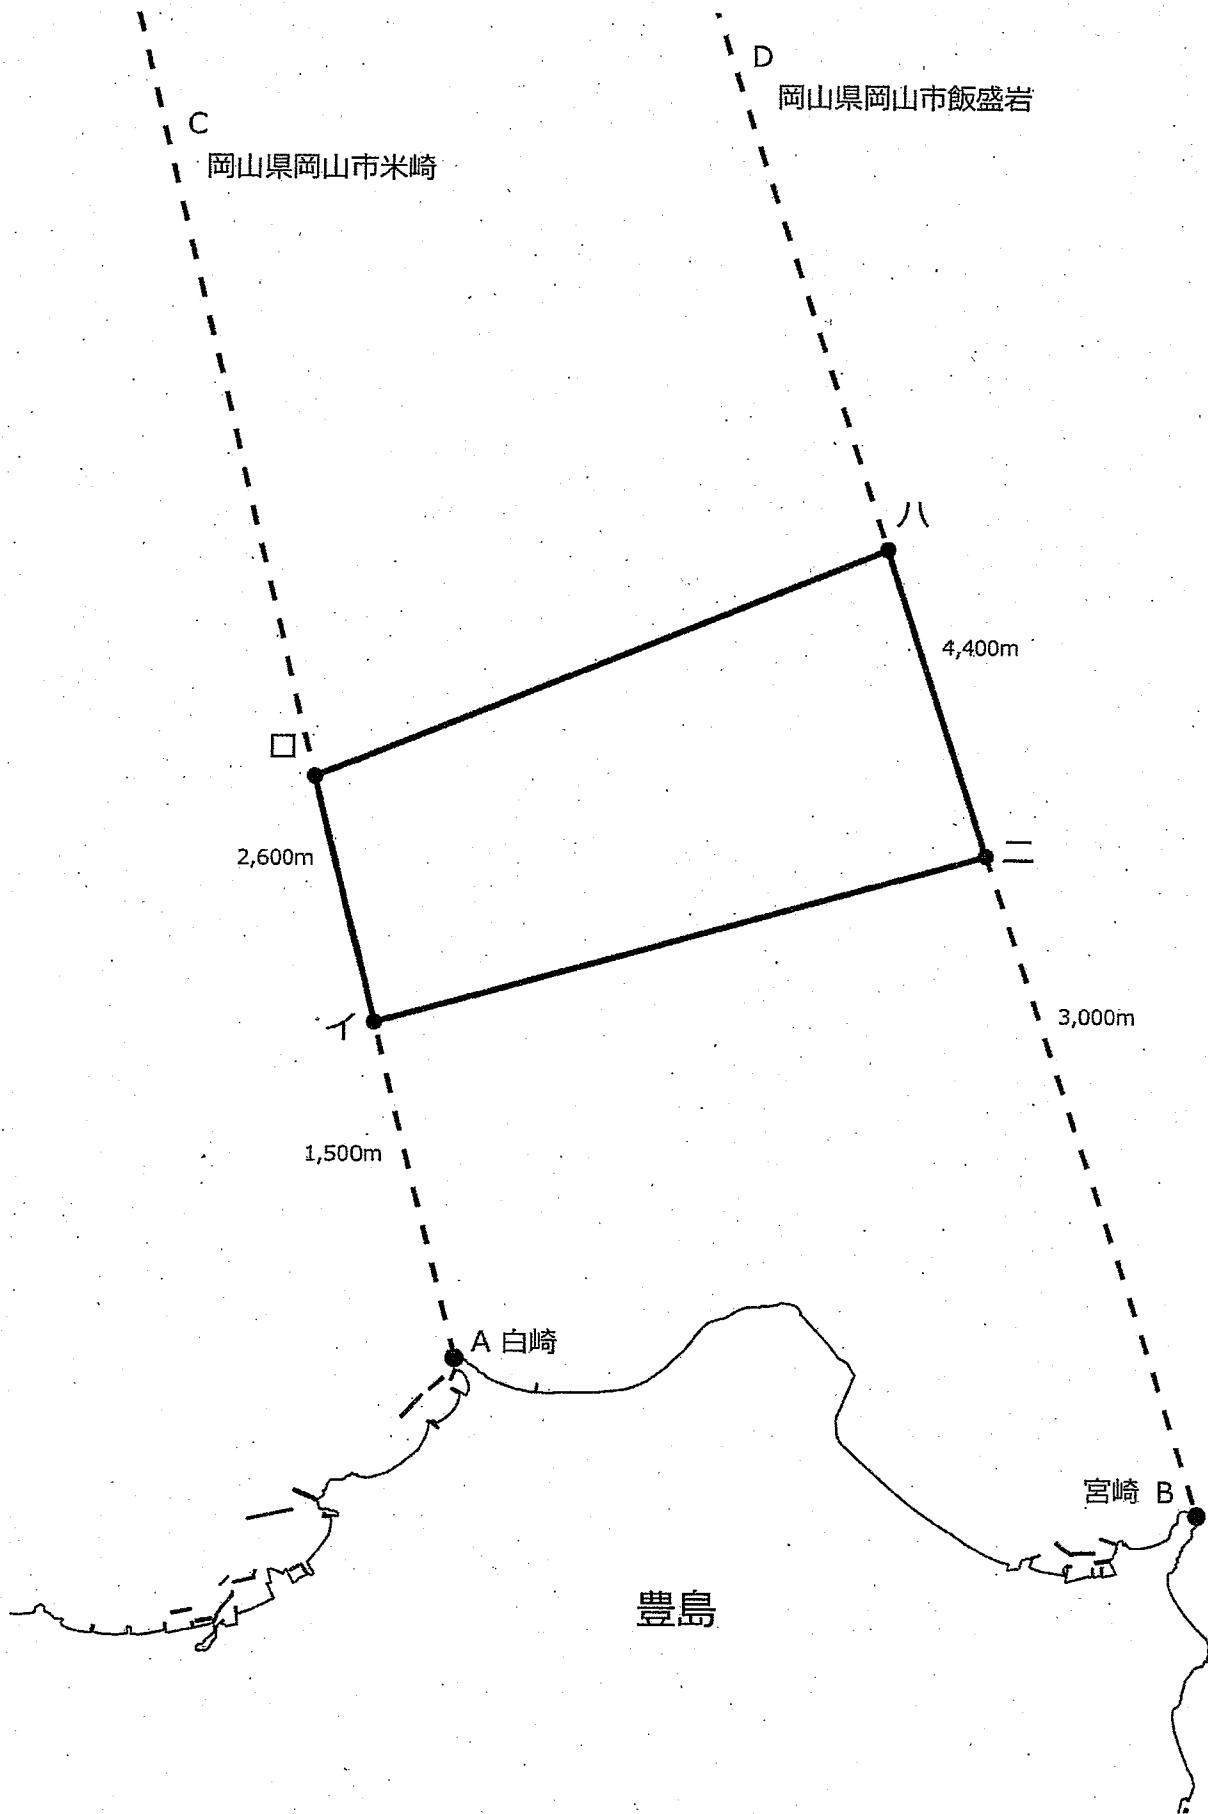 D
岡山県岡山市飯盛岩
C
岡山県岡山市米崎
ハ
4,400m
ロ
2,600m
ニ
イ
3,000m
1,500m
A 白崎
宮崎 B
豊島